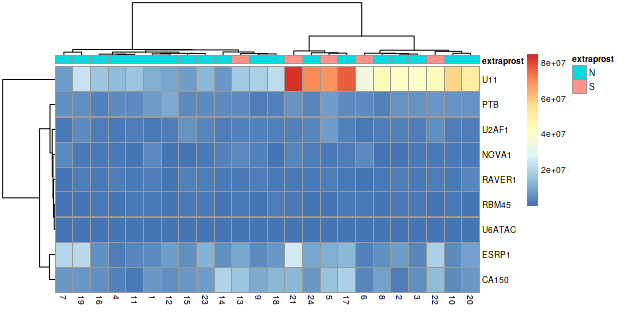 extraprost
extraprost
N
S
U11
PTB
U2AF1
NOVA1
RAVER1
RBM45
U6ATAC
ESRP1
CA150
8e+07
6e+07
4e+07
2e+07
7 19 16 4 11 1 12 15 23 14 13 9 18 21 24 5 17 6 8 2 3 22 10 20